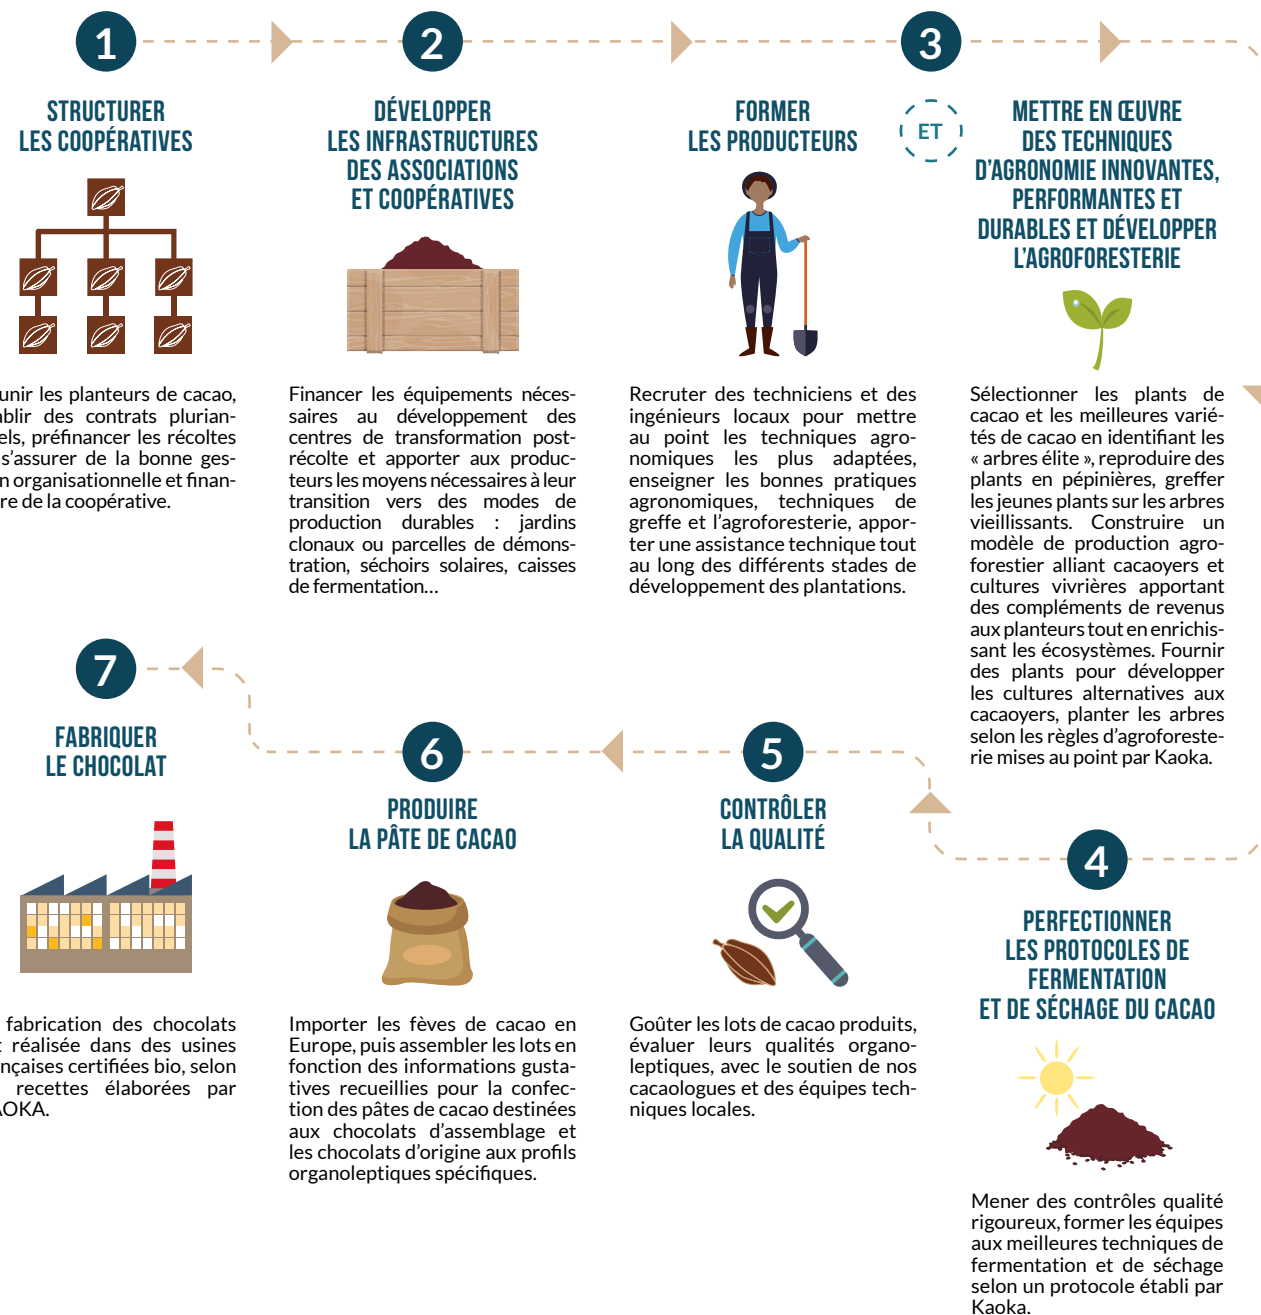 1
STRUCTURER
LES COOPÉRATIVES
unir les planteurs de cacao,
ablir des contrats plurian-
els, préfinancer les récoltes
s’assurer de la bonne ges-
n organisationnelle et finan-
re de la coopérative.
2
DÉVELOPPER
LES INFRASTRUCTURES
DES ASSOCIATIONS
ET COOPÉRATIVES
Financer les équipements néces-
saires au développement des
centres de transformation post-
récolte et apporter aux produc-
teurs les moyens nécessaires à leur
transition vers des modes de
production durables : jardins
clonaux ou parcelles de démons-
tration, séchoirs solaires, caisses
de fermentation…
3
FORMER
LES PRODUCTEURS
Recruter des techniciens et des
ingénieurs locaux pour mettre
au point les techniques agro-
nomiques les plus adaptées,
enseigner les bonnes pratiques
agronomiques, techniques de
greffe et l’agroforesterie, appor-
ter une assistance technique tout
au long des différents stades de
développement des plantations.
ET
METTRE EN ŒUVRE
DES TECHNIQUES
D’AGRONOMIE INNOVANTES,
PERFORMANTES ET
DURABLES ET DÉVELOPPER
L’AGROFORESTERIE
Sélectionner les plants de
cacao et les meilleures varié-
tés de cacao en identifiant les
« arbres élite », reproduire des
plants en pépinières, greffer
les jeunes plants sur les arbres
vieillissants. Construire un
modèle de production agro-
forestier alliant cacaoyers et
cultures vivrières apportant
des compléments de revenus
aux planteurs tout en enrichis-
sant les écosystèmes. Fournir
des plants pour développer
les cultures alternatives aux
cacaoyers, planter les arbres
selon les règles d’agroforeste-
rie mises au point par Kaoka.
4
PERFECTIONNER
LES PROTOCOLES DE
FERMENTATION
ET DE SÉCHAGE DU CACAO
Mener des contrôles qualité
rigoureux, former les équipes
aux meilleures techniques de
fermentation et de séchage
selon un protocole établi par
Kaoka.
5
CONTRÔLER
LA QUALITÉ
Goûter les lots de cacao produits,
évaluer leurs qualités organo-
leptiques, avec le soutien de nos
cacaologues et des équipes tech-
niques locales.
6
PRODUIRE
LA PÂTE DE CACAO
Importer les fèves de cacao en
Europe, puis assembler les lots en
fonction des informations gusta-
tives recueillies pour la confec-
tion des pâtes de cacao destinées
aux chocolats d’assemblage et
les chocolats d’origine aux profils
organoleptiques spécifiques.
7
FABRIQUER
LE CHOCOLAT
fabrication des chocolats
t réalisée dans des usines
nçaises certifiées bio, selon
recettes élaborées par
AOKA.